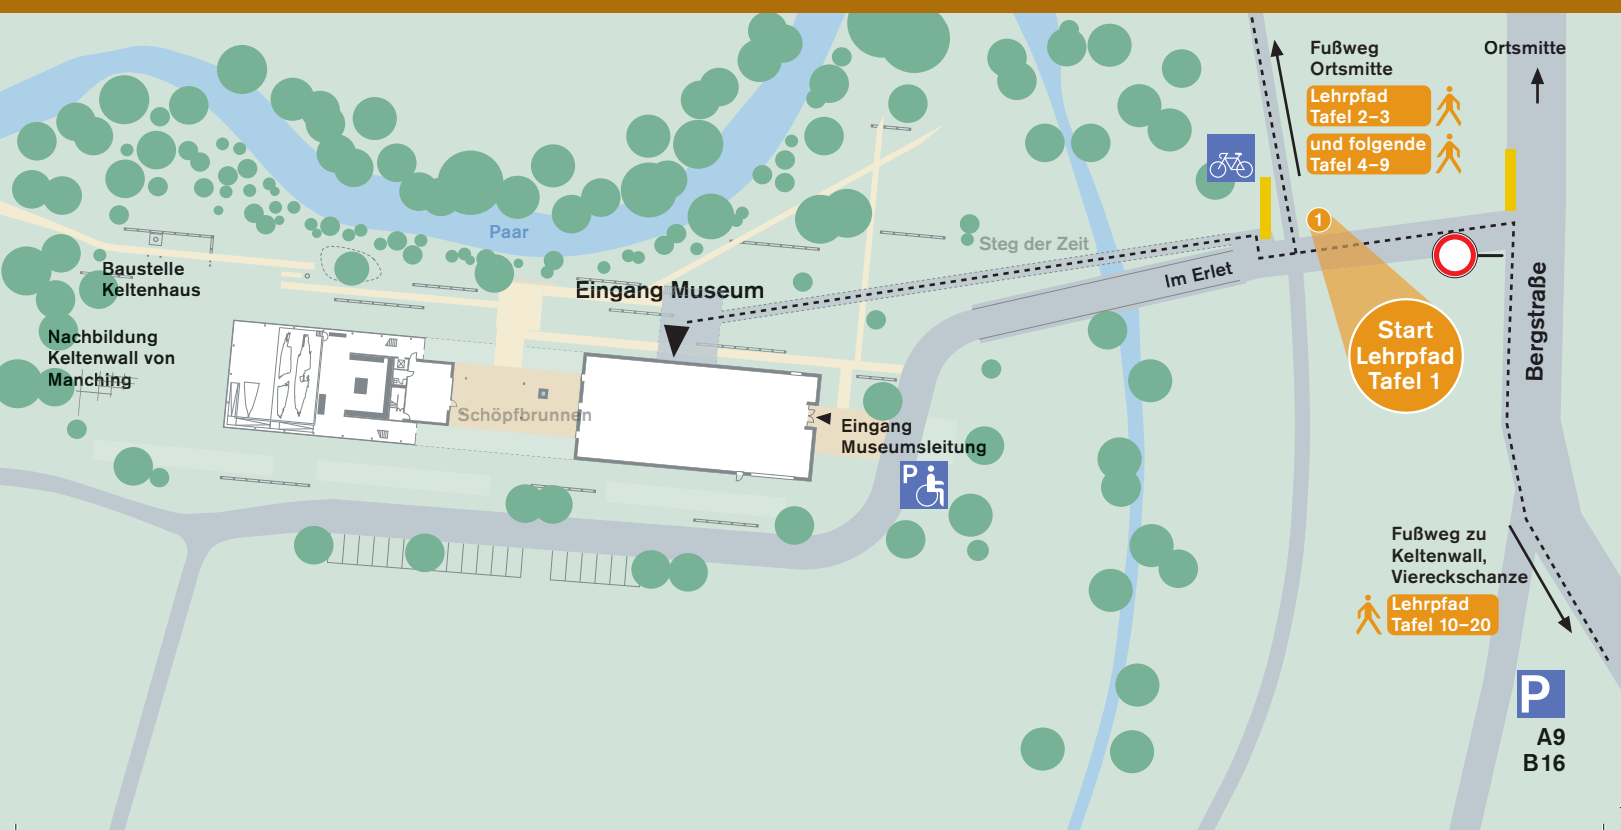 Fußweg
Ortsmitte
Lehrpfad
Tafel 2–3
und folgende
Tafel 4–9
Ortsmitte
1
Paar
Steg der Zeit
Im Erlet
Baustelle
Keltenhaus
Eingang Museum
Nachbildung
Keltenwall von
Manching
Start
Lehrpfad
Tafel 1
Bergstraße
Schöpfbrunnen
Eingang
Museumsleitung
P
Fußweg zu
Keltenwall,
Viereckschanze
Lehrpfad
Tafel 10–20
P
A9
B16